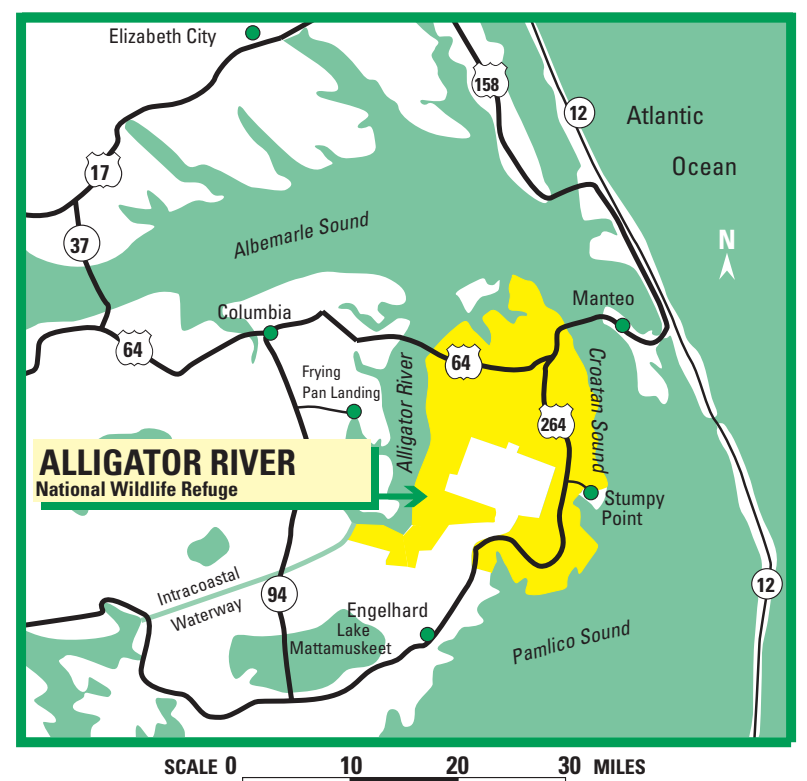 Elizabeth City
158
12
Atlantic
Ocean
17
37
Albemarle Sound
N
Columbia
Manteo
64
64
Frying
Pan Landing
Alligator River
Croatan Sound
264
ALLIGATOR RIVER
National Wildlife Refuge
Stumpy
Point
Intracoastal
Waterway
94
12
Engelhard
Lake
Mattamuskeet
Pamlico Sound
SCALE 0 10 20 30 MILES